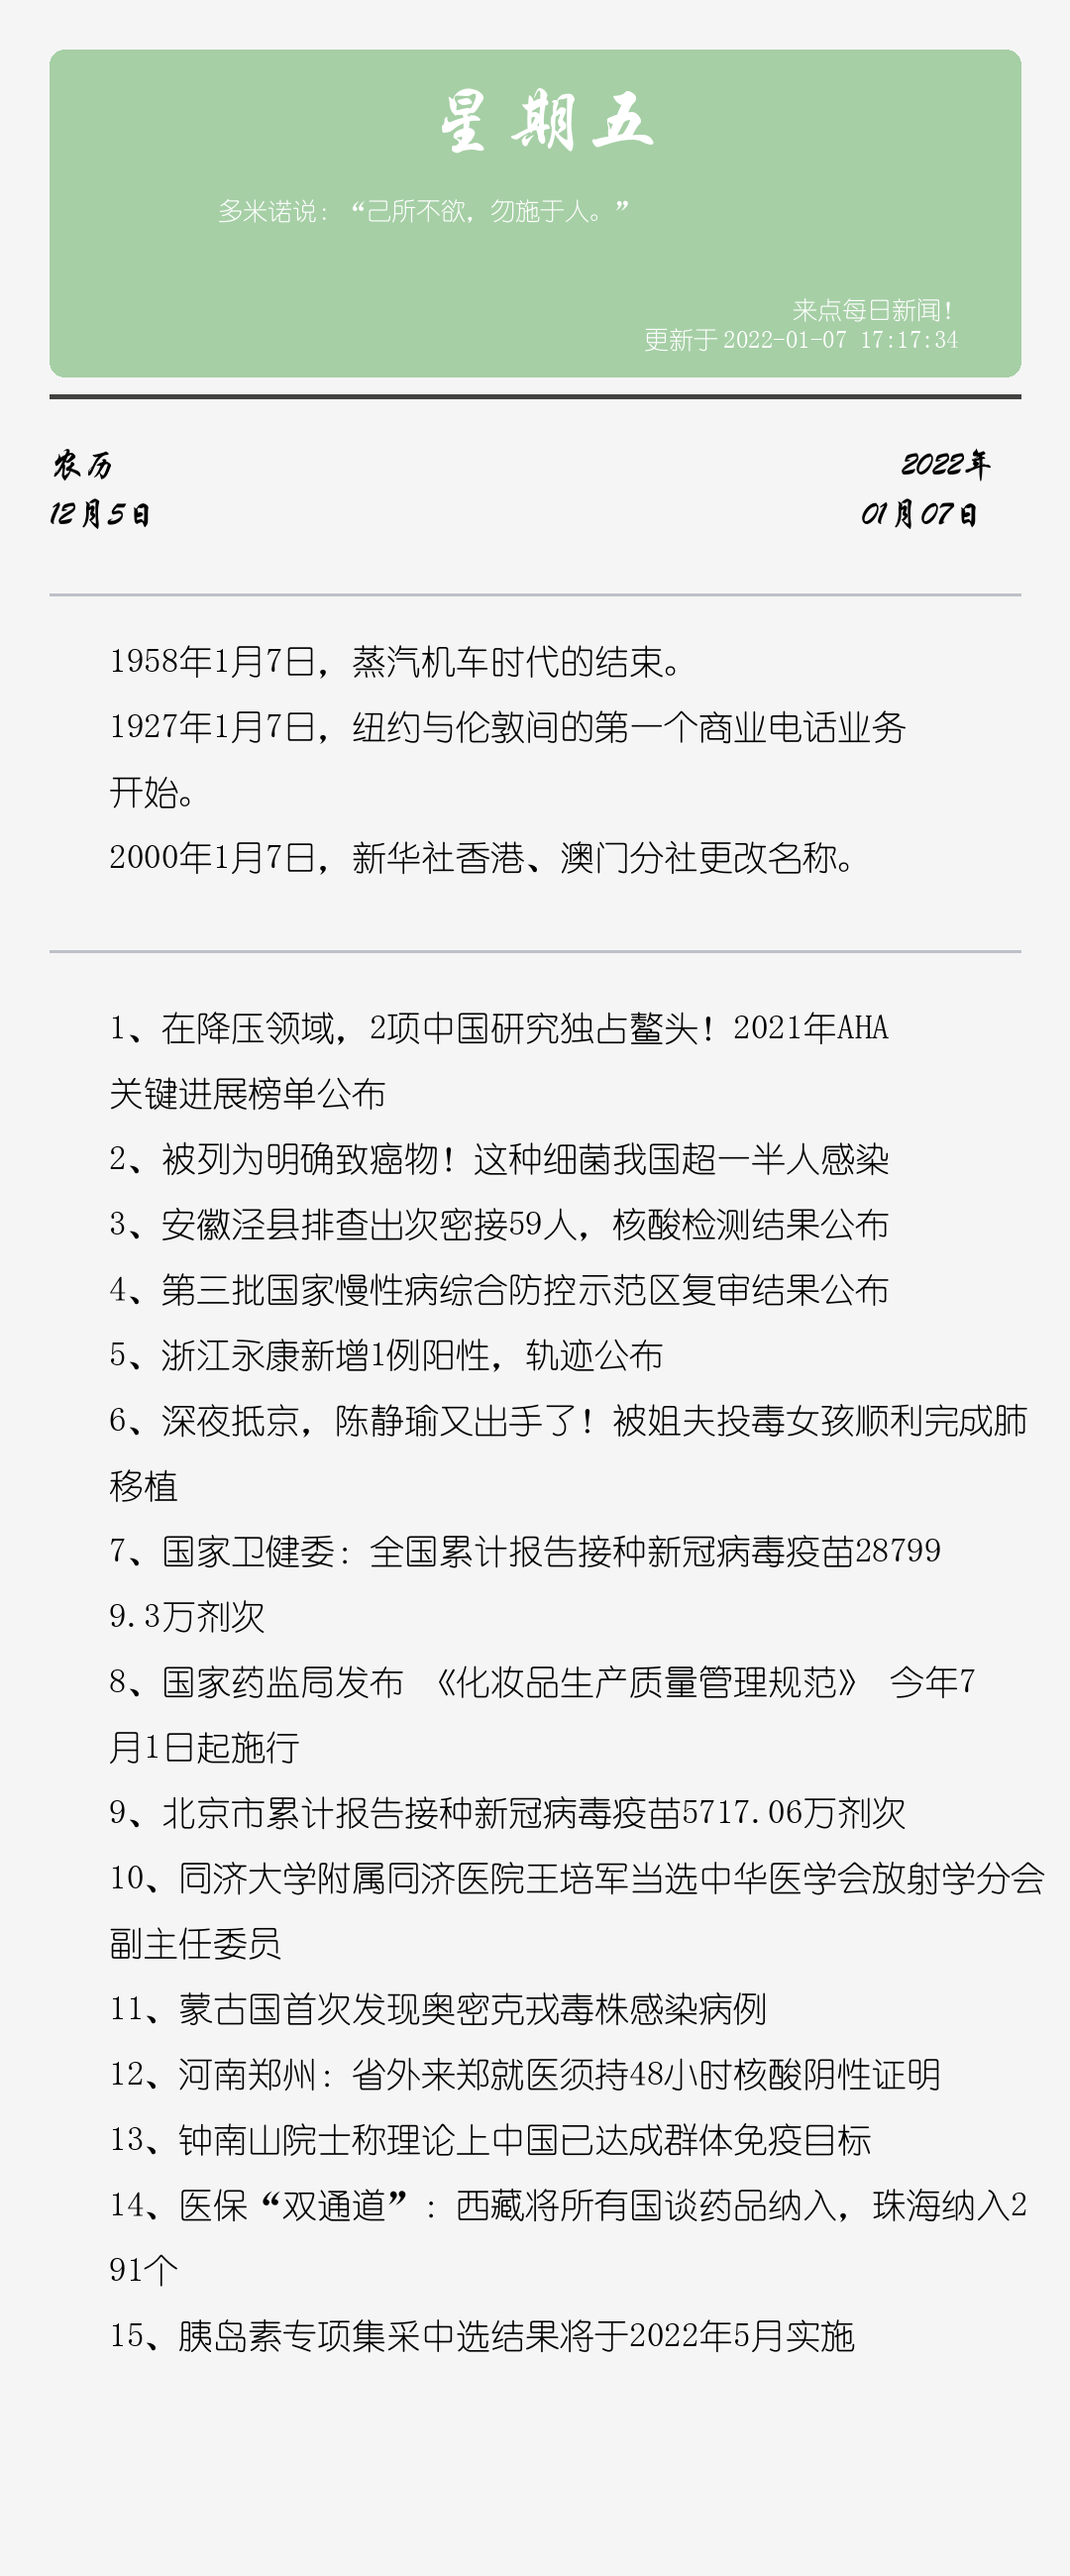 星期五
多米诺说：“己所不欲，勿施于人。”
来点每日新闻！
更新于 2022-01-07 17:17:34
农历
2022年
12月5日
01月07日
1958年1月7日，蒸汽机车时代的结束。
1927年1月7日，纽约与伦敦间的第一个商业电话业务
开始。
2000年1月7日，新华社香港、澳门分社更改名称。
1、在降压领域，2项中国研究独占鳌头！2021年AHA
关键进展榜单公布
2、被列为明确致癌物！这种细菌我国超一半人感染
3、安徽泾县排查出次密接59人，核酸检测结果公布
4、第三批国家慢性病综合防控示范区复审结果公布
5、浙江永康新增1例阳性，轨迹公布
6、深夜抵京，陈静瑜又出手了！被姐夫投毒女孩顺利完成肺
移植
7、国家卫健委：全国累计报告接种新冠病毒疫苗28799
9.3万剂次
8、国家药监局发布 《化妆品生产质量管理规范》 今年7
月1日起施行
9、北京市累计报告接种新冠病毒疫苗5717.06万剂次
10、同济大学附属同济医院王培军当选中华医学会放射学分会
副主任委员
11、蒙古国首次发现奥密克戎毒株感染病例
12、河南郑州：省外来郑就医须持48小时核酸阴性证明
13、钟南山院士称理论上中国已达成群体免疫目标
14、医保“双通道”：西藏将所有国谈药品纳入，珠海纳入2
91个
15、胰岛素专项集采中选结果将于2022年5月实施